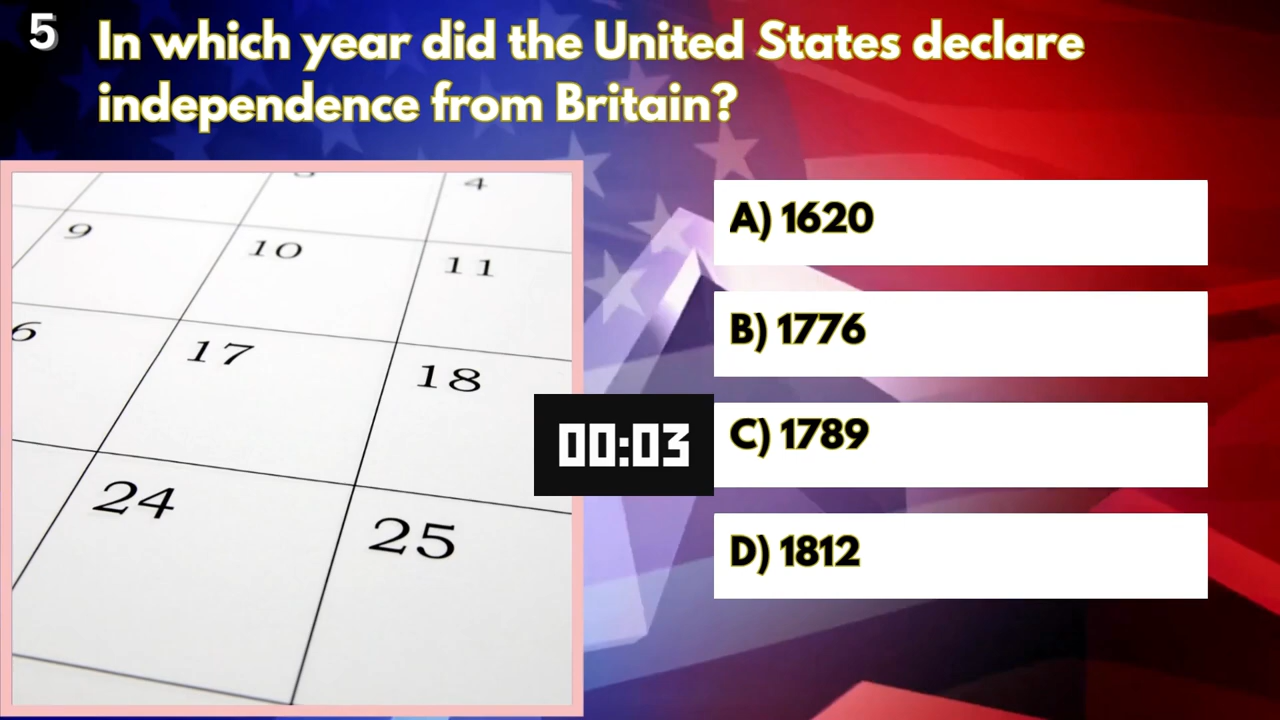 5
In which year did the United States declare
independence from Britain?
4
9
10
11
6
17
18
24
25
00:03
A) 1620
B) 1776
C) 1789
D) 1812